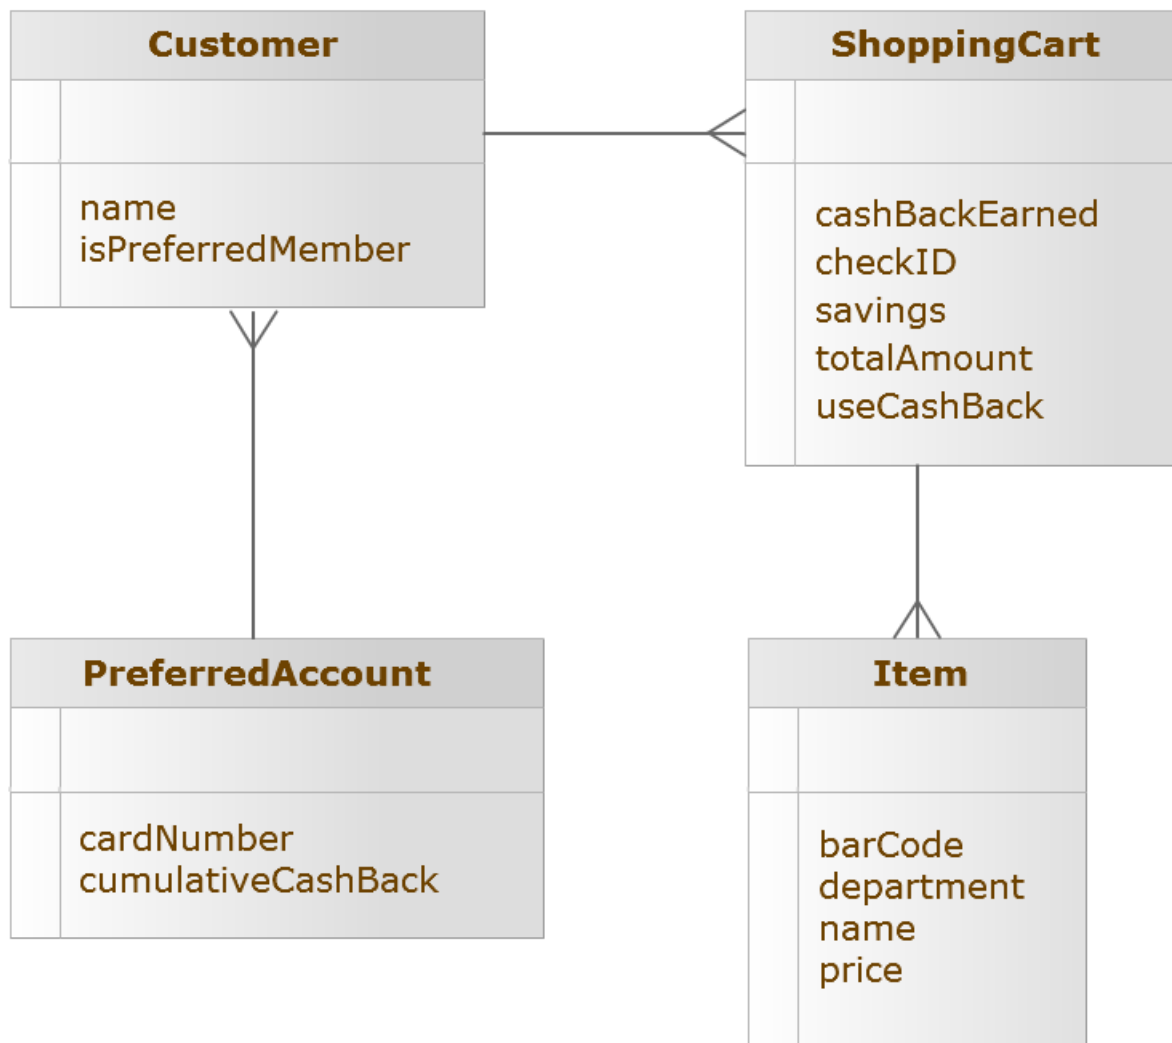 Customer
name
isPreferredMember
ShoppingCart
cashBackEarned
checkID
savings
totalAmount
useCashBack
PreferredAccount
cardNumber
cumulativeCashBack
Item
barCode
department
name
price